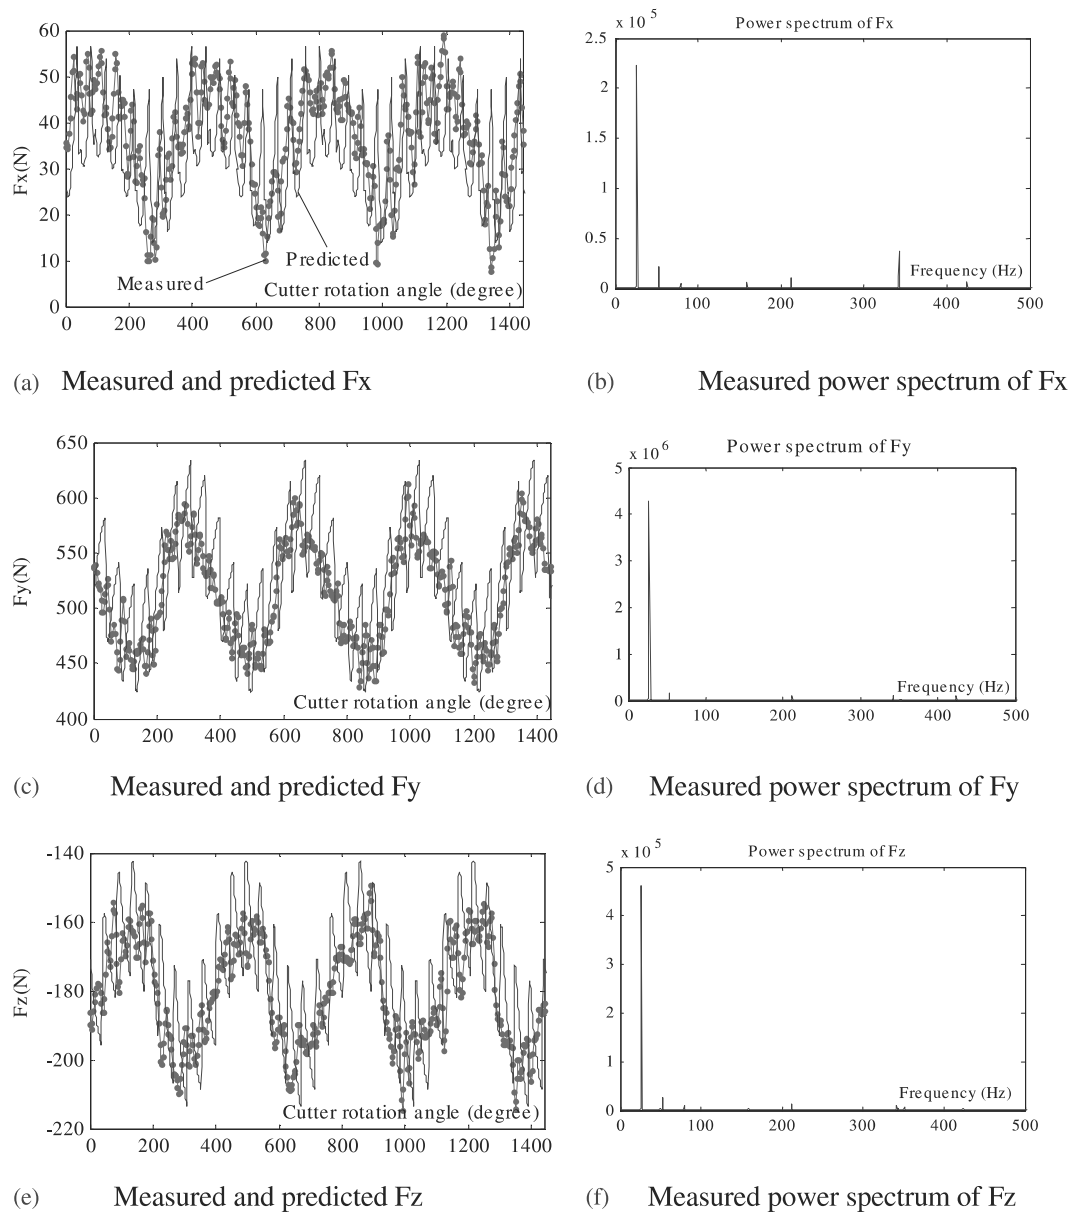 60
50
40
30
20
10
0
Fx(N)
Measured
Predicted
Cutter rotation angle (degree)
0 200 400 600 800 1000 1200 1400
(a) Measured and predicted Fx
x 10 5
Power spectrum of Fx
2.5
2
1.5
1
0.5
0
Frequency (Hz)
0 100 200 300 400 500
(b) Measured power spectrum of Fx
650
600
550
500
450
400
Fy(N)
Cutter rotation angle (degree)
0 200 400 600 800 1000 1200 1400
(c) Measured and predicted Fy
x 10 6
Power spectrum of Fy
5
4
3
2
1
0
Frequency (Hz)
0 100 200 300 400 500
(d) Measured power spectrum of Fy
-140
-160
-180
-200
-220
Fz(N)
Cutter rotation angle (degree)
0 200 400 600 800 1000 1200 1400
(e) Measured and predicted Fz
x 10 5
Power spectrum of Fz
5
4
3
2
1
0
Frequency (Hz)
0 100 200 300 400 500
(f) Measured power spectrum of Fz